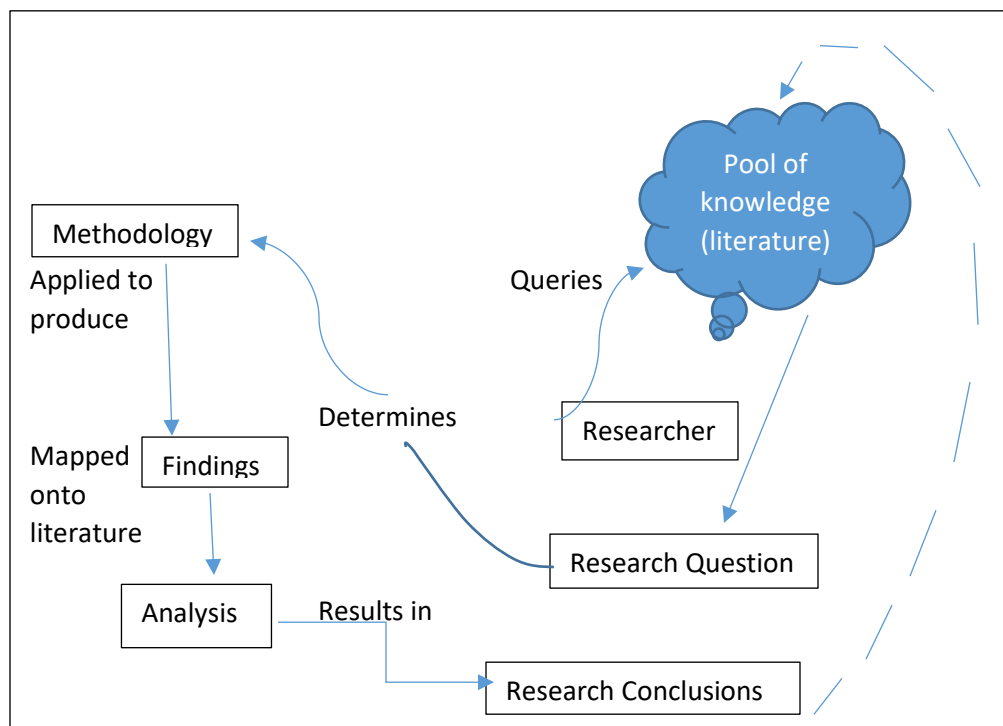 Pool of
knowledge
(literature)
Methodology
Queries
Applied to
produce
Determines
Researcher
Mapped
onto
literature
Findings
Research Question
Analysis
Results in
Research Conclusions